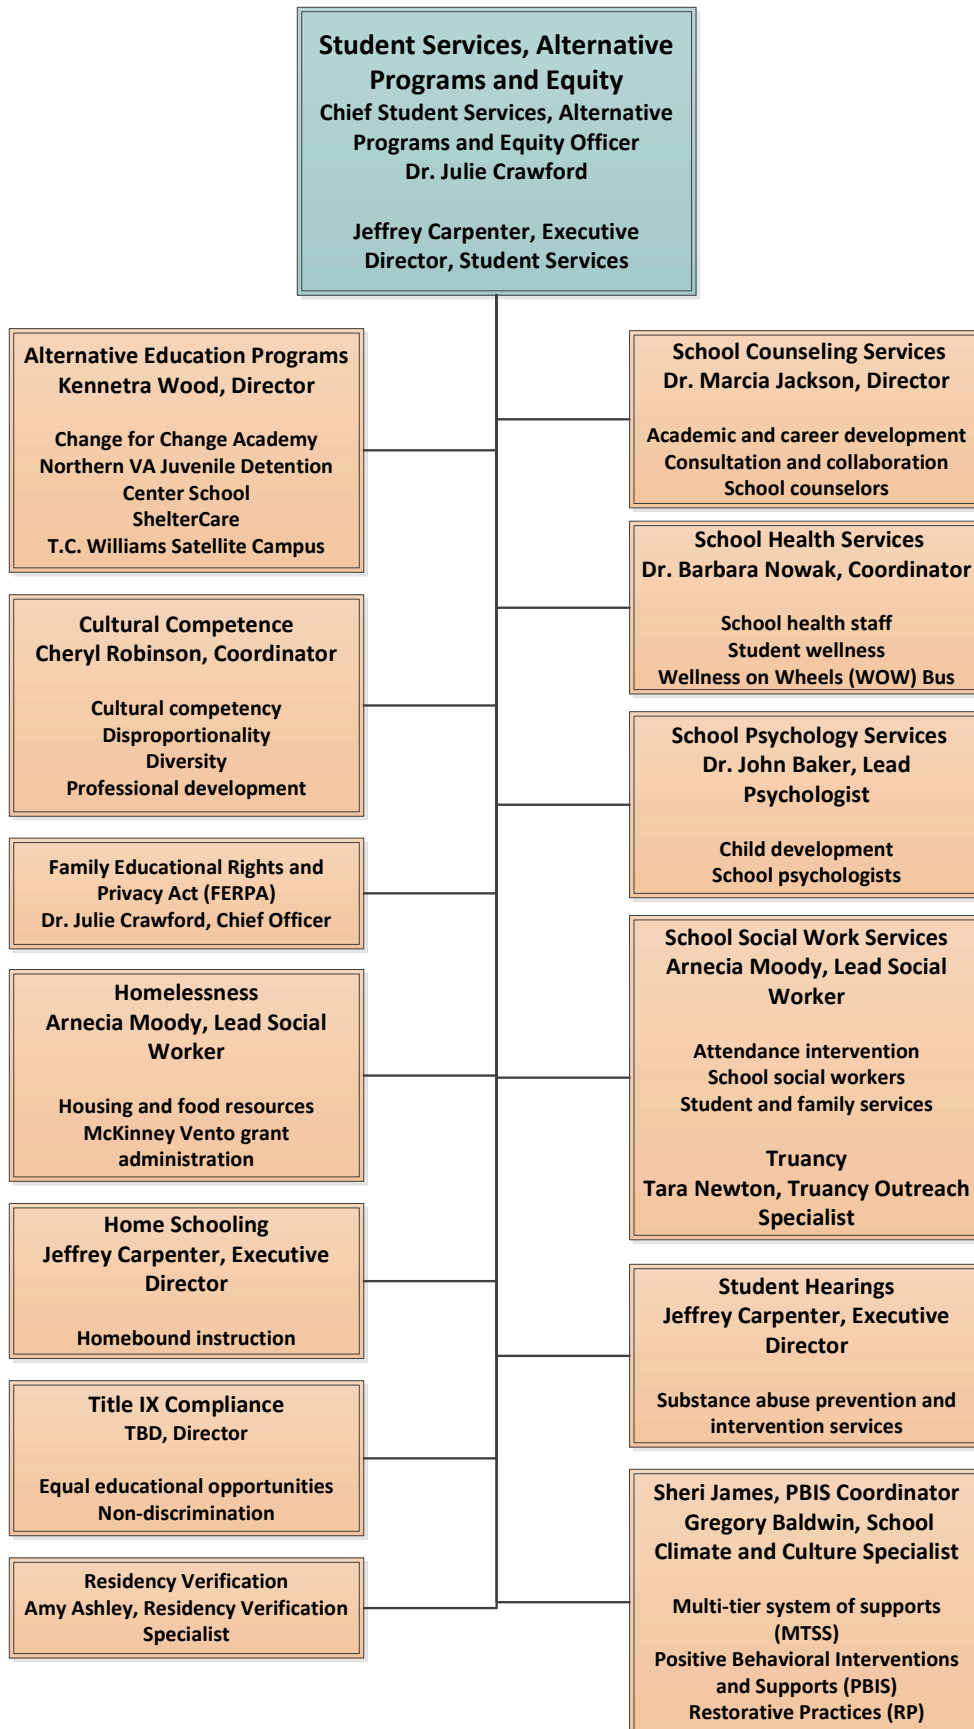 Student Services, Alternative
Programs and Equity
Chief Student Services, Alternative
Programs and Equity Officer
Dr. Julie Crawford
Jeffrey Carpenter, Executive
Director, Student Services
Alternative Education Programs
Kennetra Wood, Director
Change for Change Academy
Northern VA Juvenile Detention
Center School
ShelterCare
T.C. Williams Satellite Campus
Cultural Competence
Cheryl Robinson, Coordinator
Cultural competency
Disproportionality
Diversity
Professional development
Family Educational Rights and
Privacy Act (FERPA)
Dr. Julie Crawford, Chief Officer
Homelessness
Arnecia Moody, Lead Social
Worker
Housing and food resources
McKinney Vento grant
administration
Home Schooling
Jeffrey Carpenter, Executive
Director
Homebound instruction
Title IX Compliance
TBD, Director
Equal educational opportunities
Non-discrimination
Residency Verification
Amy Ashley, Residency Verification
Specialist
School Counseling Services
Dr. Marcia Jackson, Director
Academic and career development
Consultation and collaboration
School counselors
School Health Services
Dr. Barbara Nowak, Coordinator
School health staff
Student wellness
Wellness on Wheels (WOW) Bus
School Psychology Services
Dr. John Baker, Lead
Psychologist
Child development
School psychologists
School Social Work Services
Arnecia Moody, Lead Social
Worker
Attendance intervention
School social workers
Student and family services
Truancy
Tara Newton, Truancy Outreach
Specialist
Student Hearings
Jeffrey Carpenter, Executive
Director
Substance abuse prevention and
intervention services
Sheri James, PBIS Coordinator
Gregory Baldwin, School
Climate and Culture Specialist
Multi-tier system of supports
(MTSS)
Positive Behavioral Interventions
and Supports (PBIS)
Restorative Practices (RP)